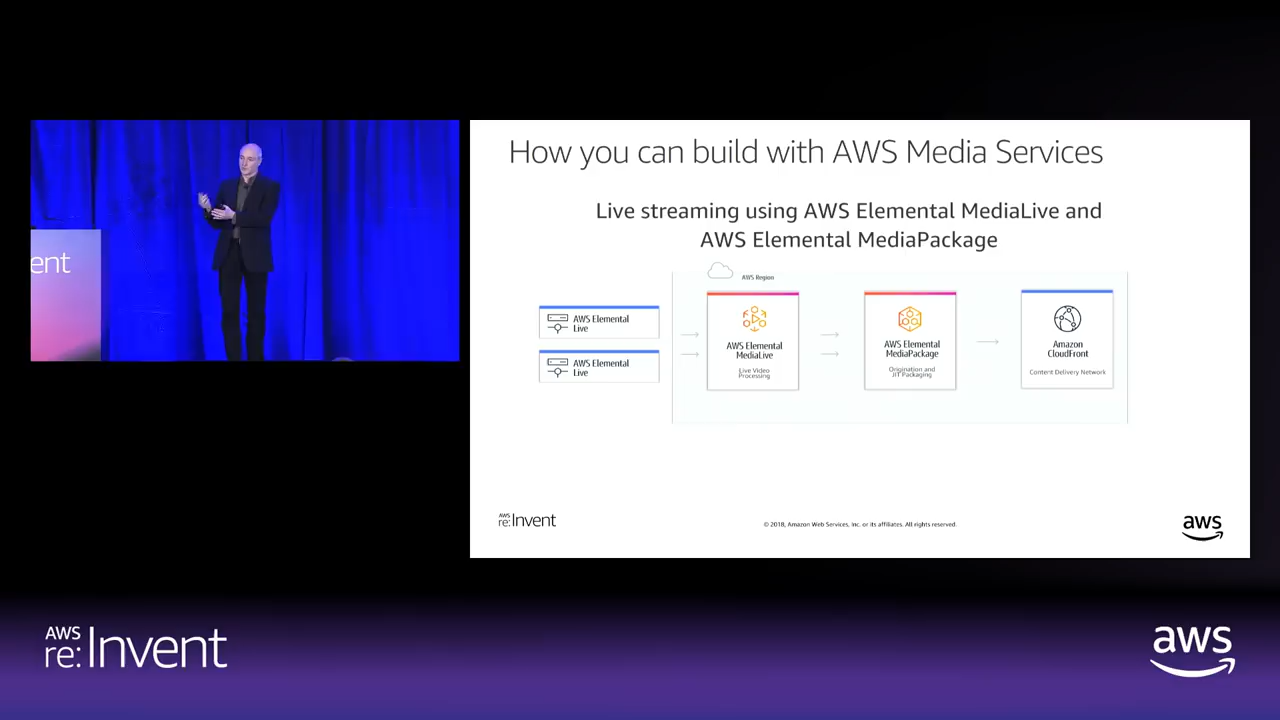 ent
How you can build with AWS Media Services
Live streaming using AWS Elemental MediaLive and
AWS Elemental MediaPackage
AWS Region
AWS Elemental
Live
AWS Elemental
Live
AWS Elemental
MediaLive
Live Video
Processing
AWS Elemental
MediaPackage
Origination and
JIT Packaging
Amazon
CloudFront
Content Delivery Network
AWS
re:Invent
© 2018, Amazon Web Services, Inc. or its affiliates. All rights reserved.
aws
AWS
re:Invent
aws